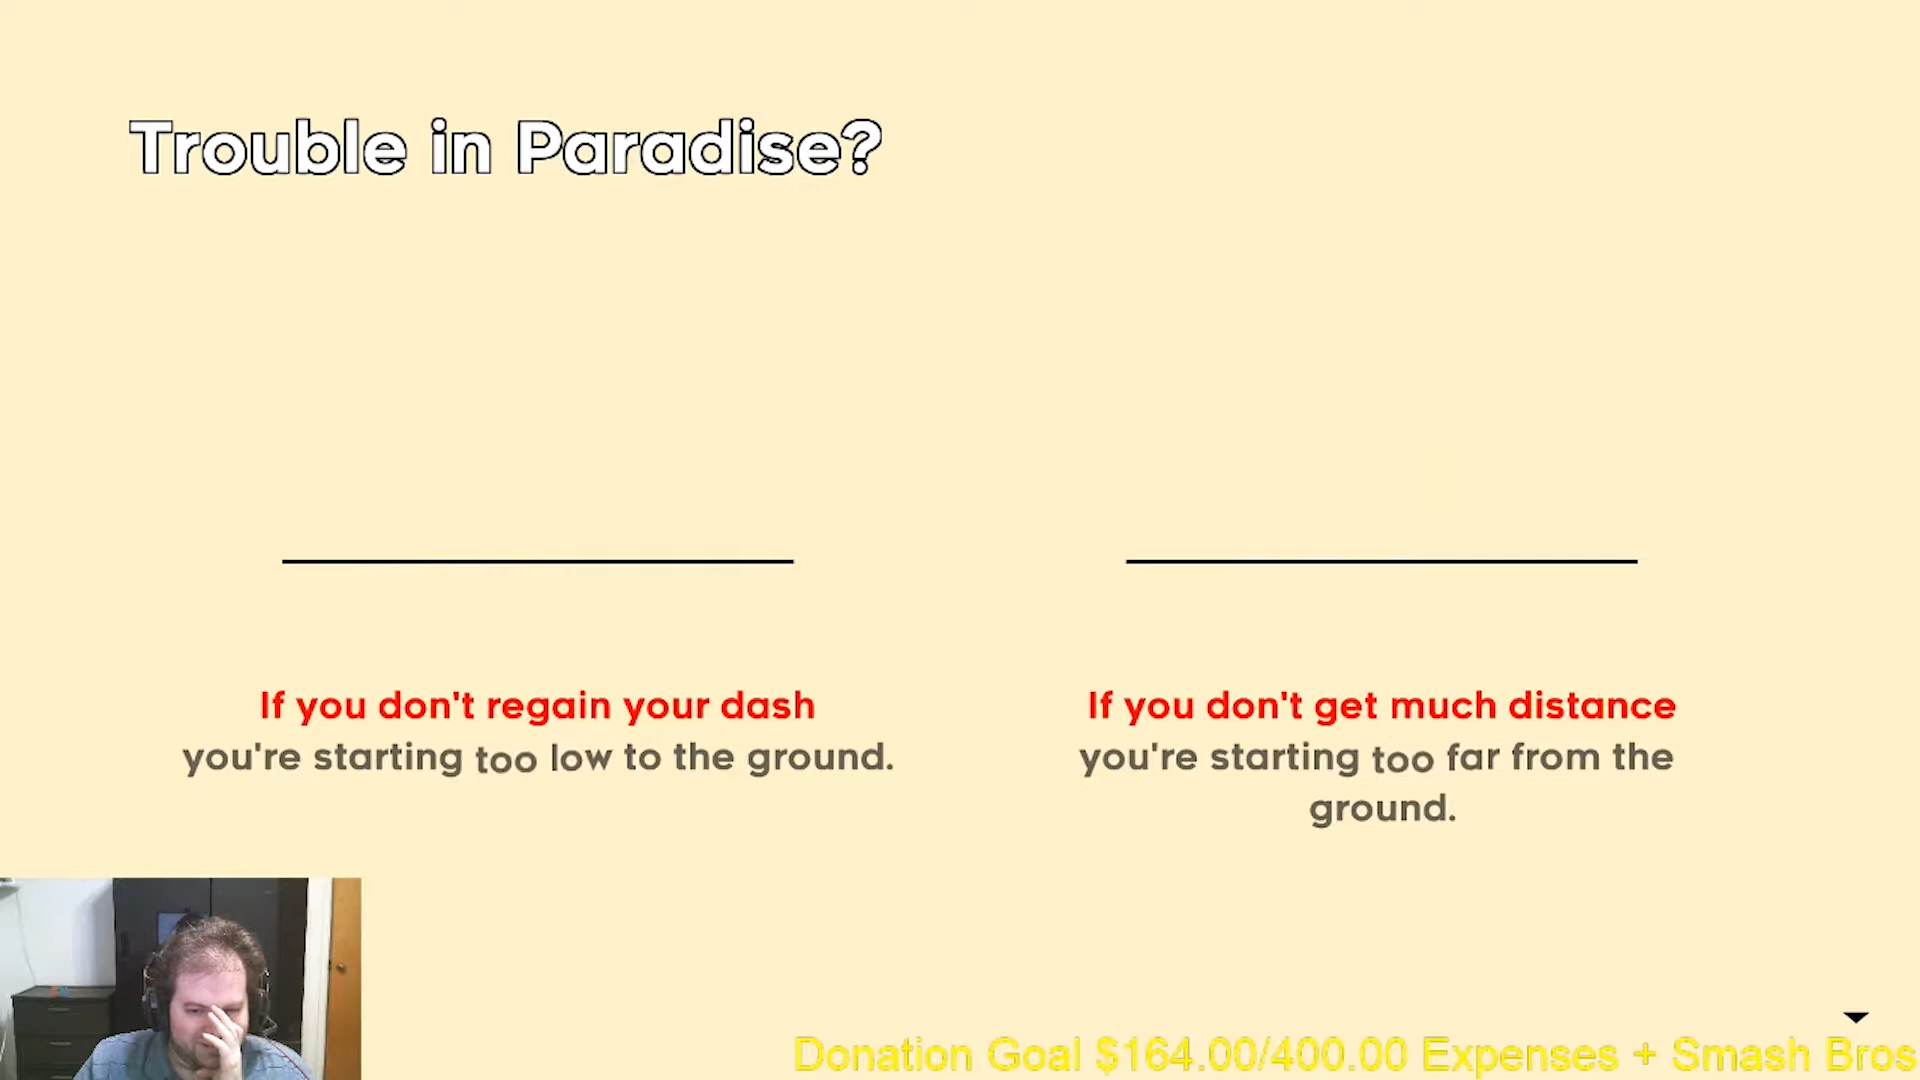 Trouble in Paradise?
If you don't regain your dash
you're starting too low to the ground.
If you don't get much distance
you're starting too far from the
ground.
Donation Goal $164.00/400.00 Expenses + Smash Bros